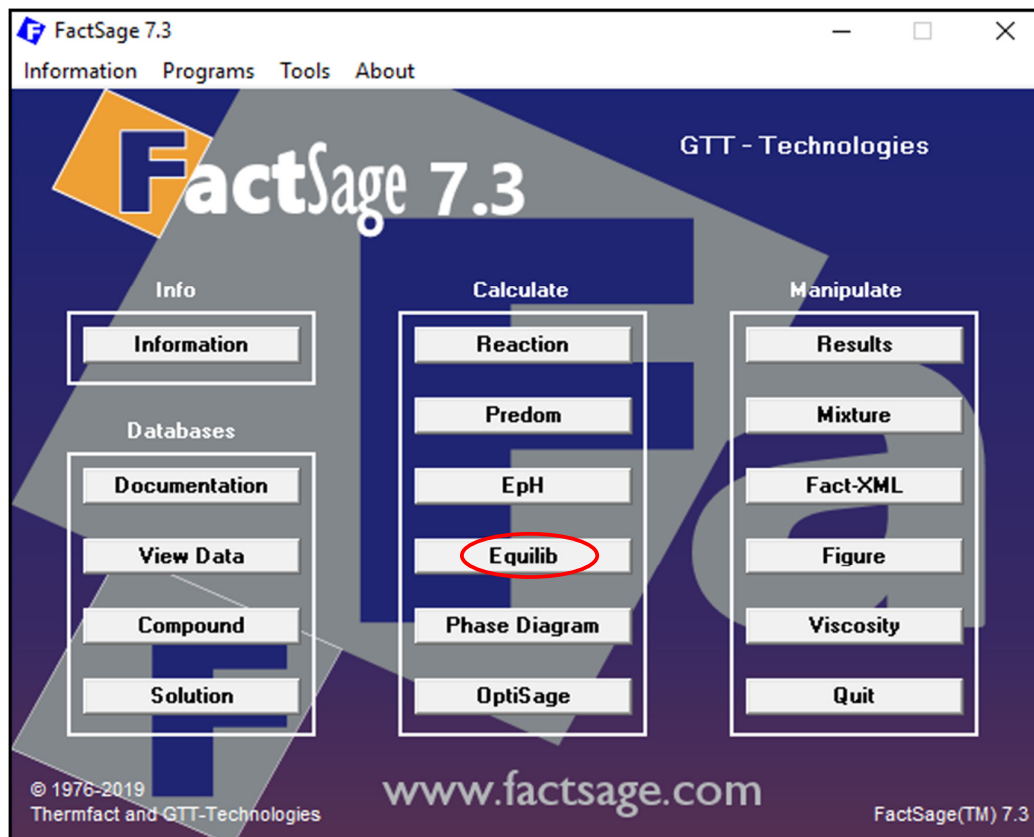 FactSage 7.3
Information Programs Tools About
FactSage 7.3
GTT - Technologies
Info
Information
Databases
Documentation
View Data
Compound
Solution
Calculate
Reaction
Predom
EpH
Equilib
Phase Diagram
OptiSage
Manipulate
Results
Mixture
Fact-XML
Figure
Viscosity
Quit
© 1976-2019
Thermfact and GTT-Technologies
www.factsage.com
FactSage(TM) 7.3